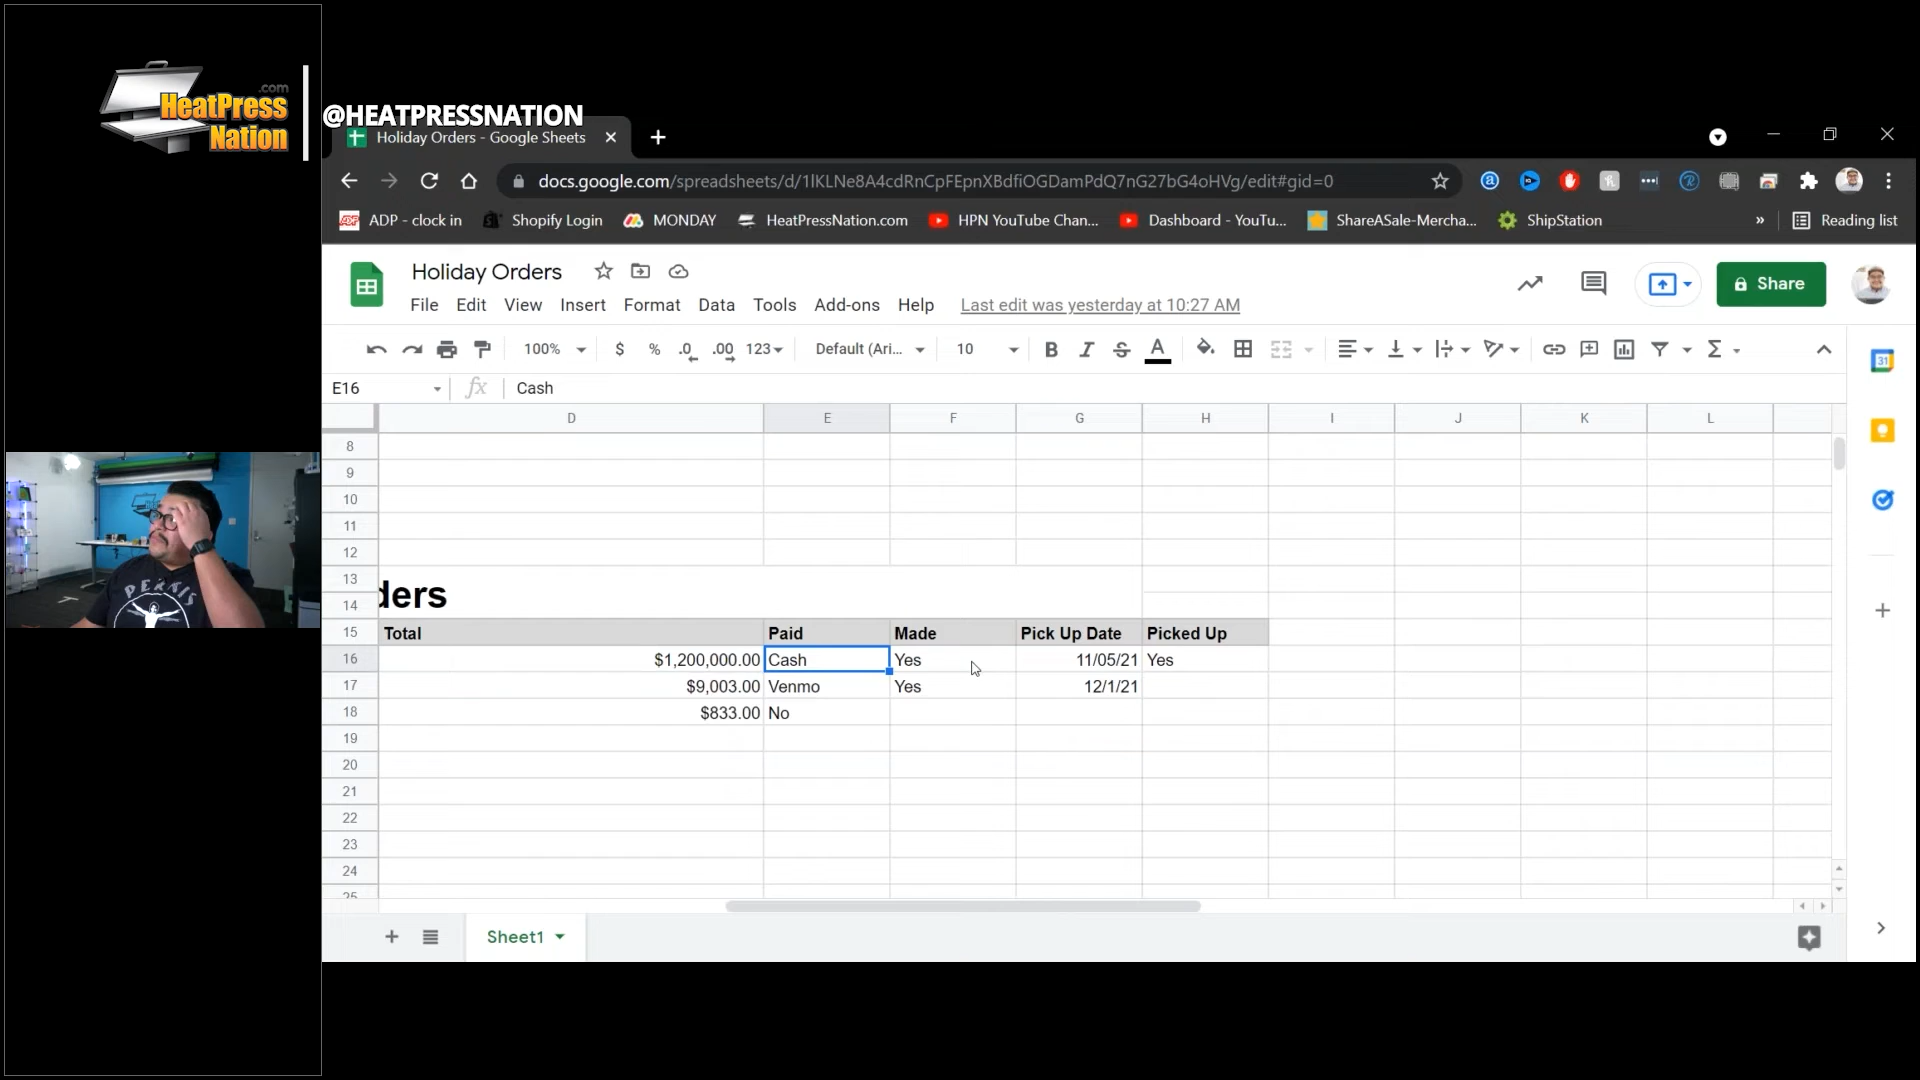 .com
HeatPress
Nation
@HEATPRESSNATION
Holiday Orders - Google Sheets
docs.google.com/spreadsheets/d/1lKLNe8A4cdRnCpFEpnXBdfiOGDamPdQ7nG27bG4oHVg/edit#gid=0
ADP - clock in Shopify Login MONDAY HeatPressNation.com HPN YouTube Chan... Dashboard - YouTu... ShareASale-Mercha... ShipStation » Reading list
Holiday Orders
Share
File Edit View Insert Format Data Tools Add-ons Help Last edit was yesterday at 10:27 AM
100% $ % .0 .00 123 Default (Ari... 10 B I S A Σ
E16 fx Cash
D E F G H I J K L
8
9
10
11
12
13
ders
14
15 Total Paid Made Pick Up Date Picked Up
16 $1,200,000.00 Cash Yes 11/05/21 Yes
17 $9,003.00 Venmo Yes 12/1/21
18 $833.00 No
19
20
21
22
23
24
25
Sheet1
31